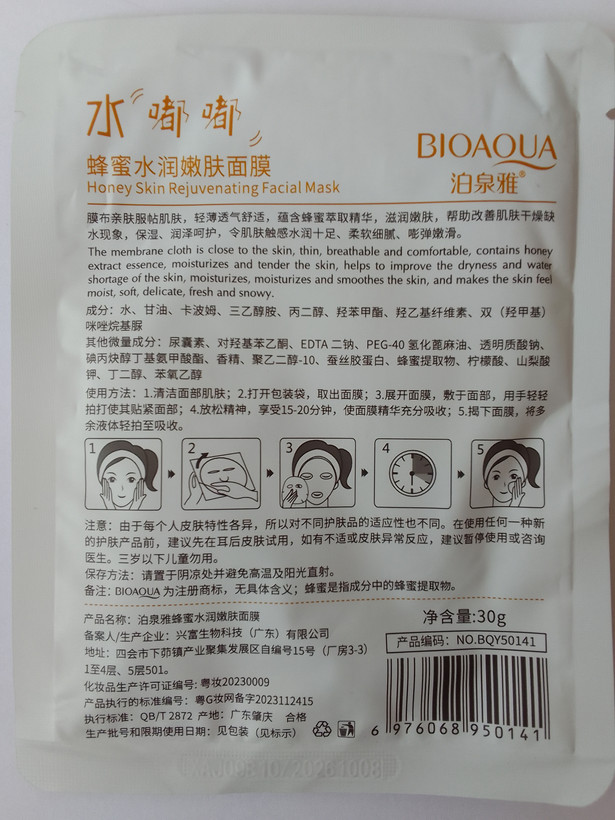 水嘟嘟
BIOAQUA
泊泉雅®
蜂蜜水润嫩肤面膜
Honey Skin Rejuvenating Facial Mask
膜布亲肤服帖肌肤，轻薄透气舒适，蕴含蜂蜜萃取精华，滋润嫩肤，帮助改善肌肤干燥缺
水现象，保湿、润泽呵护，令肌肤触感水润十足、柔软细腻、嘭弹嫩滑。
The membrane cloth is close to the skin, thin, breathable and comfortable, contains honey
extract essence, moisturizes and tender the skin, helps to improve the dryness and water
shortage of the skin, moisturizes, moisturizes and smoothes the skin, and makes the skin feel
moist, soft, delicate, fresh and snowy.
成分：水、甘油、卡波姆、三乙醇胺、丙二醇、羟苯甲酯、羟乙基纤维素、双（羟甲基）
咪唑烷基脲
其他微量成分：尿囊素、对羟基苯乙酮、EDTA 二钠、PEG-40 氢化蓖麻油、透明质酸钠、
碘丙炔醇丁基氨甲酸酯、香精、聚乙二醇-10、蚕丝胶蛋白、蜂蜜提取物、柠檬酸、山梨酸
钾、丁二醇、苯氧乙醇
使用方法：1.清洁面部肌肤；2.打开包装袋，取出面膜；3.展开面膜，敷于面部，用手轻轻
拍打使其贴紧面部；4.放松精神，享受15-20分钟，使面膜精华充分吸收；5.揭下面膜，将多
余液体轻拍至吸收。
1 2 3 4 5
注意：由于每个人皮肤特性各异，所以对不同护肤品的适应性也不同。在使用任何一种新
的护肤产品前，建议先在耳后皮肤试用，如有不适或皮肤异常反应，建议暂停使用或咨询
医生。三岁以下儿童勿用。
保存方法：请置于阴凉处并避免高温及阳光直射。
备注：BIOAQUA 为注册商标，无具体含义；蜂蜜是指成分中的蜂蜜提取物。
产品名称：泊泉雅蜂蜜水润嫩肤面膜
备案人/生产企业：兴富生物科技（广东）有限公司
地址：四会市下茆镇产业聚集发展区自编号15号（厂房3-3）
1至4层、5层501。
化妆品生产许可证编号：粤妆20230009
产品执行的标准编号：粤G妆网备字2023112415
执行标准：QB/T 2872 产地：广东肇庆 合格
生产批号和限期使用日期：见包装（见标示）
净含量:30g
产品编码：NO.BQY50141
6 976068 950141